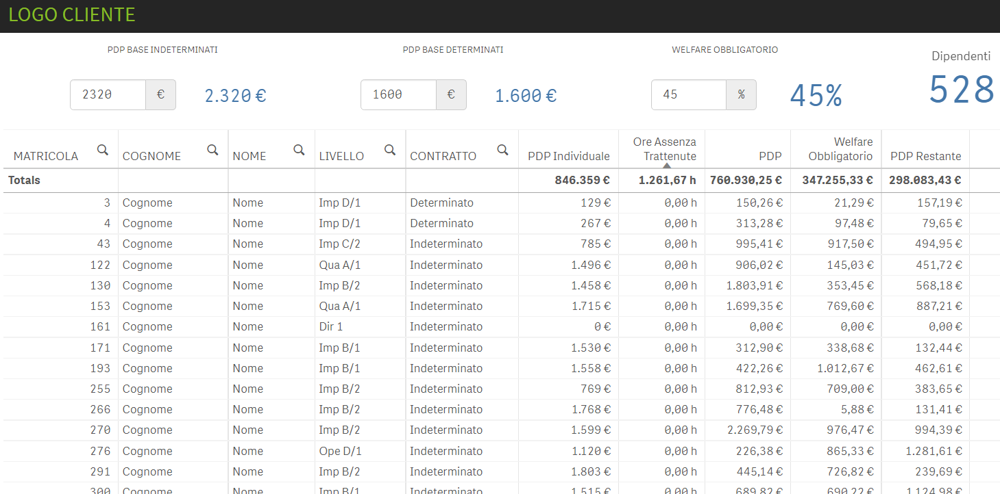 LOGO CLIENTE
PDP BASE INDETERMINATI PDP BASE DETERMINATI WELFARE OBBLIGATORIO Dipendenti
2320 € 2.320 € 1600 € 1.600 € 45 % 45% 528
MATRICOLA COGNOME NOME LIVELLO CONTRATTO PDP Individuale Ore Assenza Trattenute PDP Welfare Obbligatorio PDP Restante
Totals 846.359 € 1.261,67 h 760.930,25 € 347.255,33 € 298.083,43 €
3 Cognome Nome Imp D/1 Determinato 129 € 0,00 h 150,26 € 21,29 € 157,19 €
4 Cognome Nome Imp D/1 Determinato 267 € 0,00 h 313,28 € 97,48 € 79,65 €
43 Cognome Nome Imp C/2 Indeterminato 785 € 0,00 h 995,41 € 917,50 € 494,95 €
122 Cognome Nome Qua A/1 Indeterminato 1.496 € 0,00 h 906,02 € 145,03 € 451,72 €
130 Cognome Nome Imp B/2 Indeterminato 1.458 € 0,00 h 1.803,91 € 353,45 € 568,18 €
153 Cognome Nome Qua A/1 Indeterminato 1.715 € 0,00 h 1.699,35 € 769,60 € 887,21 €
161 Cognome Nome Dir 1 Indeterminato 0 € 0,00 h 0,00 € 0,00 € 0,00 €
171 Cognome Nome Imp B/1 Indeterminato 1.530 € 0,00 h 312,90 € 338,68 € 132,44 €
193 Cognome Nome Imp B/1 Indeterminato 1.558 € 0,00 h 422,26 € 1.012,67 € 462,61 €
255 Cognome Nome Imp B/2 Indeterminato 769 € 0,00 h 812,93 € 709,00 € 383,65 €
266 Cognome Nome Imp B/2 Indeterminato 1.768 € 0,00 h 776,48 € 5,88 € 131,41 €
270 Cognome Nome Imp B/2 Indeterminato 1.599 € 0,00 h 2.269,79 € 976,47 € 994,39 €
276 Cognome Nome Ope D/1 Indeterminato 1.120 € 0,00 h 226,38 € 865,33 € 1.281,61 €
291 Cognome Nome Imp B/2 Indeterminato 1.803 € 0,00 h 445,14 € 726,82 € 239,69 €
300 Cognome Nome Imp B/1 Indeterminato 1.515 € 0,00 h 689,82 € 690,22 € 1.124,98 €